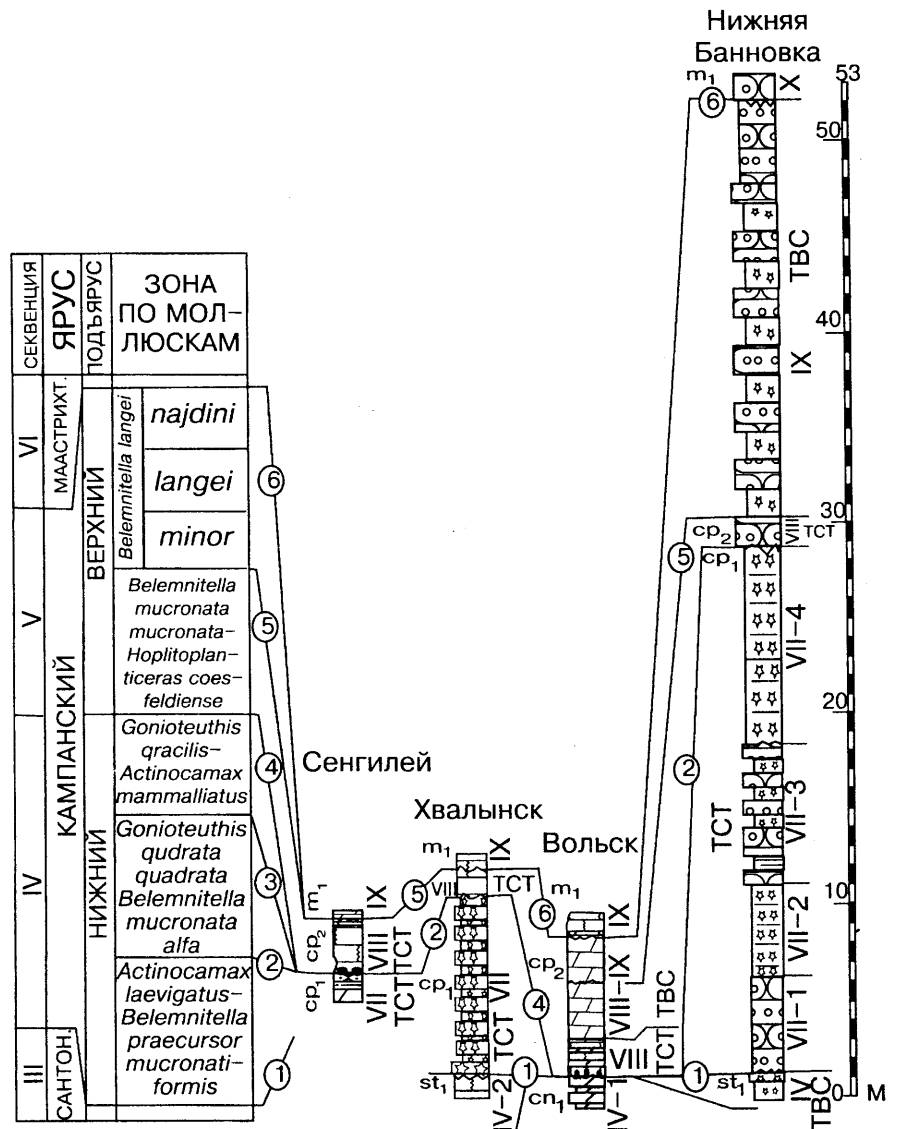 Нижняя
Банновка
m₁
6
X
53
50
ТВС
40
IX
30
cp₂
VIII
ТСТ
5
cp₁
VII–4
20
2
VII–3
ТСТ
10
VII–2
VII–1
1
st₁
IV
ТВС
0
М
СЕКВЕНЦИЯ
ЯРУС
ПОДЪЯРУС
ЗОНА
ПО МОЛ–
ЛЮСКАМ
VI
V
IV
III
МААСТРИХТ.
КАМПАНСКИЙ
САНТОН.
ВЕРХНИЙ
НИЖНИЙ
Belemnitella langei
najdini
langei
minor
Belemnitella
mucronata
mucronata–
Hoplitoplan–
ticeras coes–
feldiense
Gonioteuthis
qracilis–
Actinocamax
mammalliatus
Gonioteuthis
qudrata
quadrata
Belemnitella
mucronata
alfa
Actinocamax
laevigatus–
Belemnitella
praecursor
mucronati–
formis
6
5
4
3
2
1
Сенгилей
m₁
IX
cp₂
VIII
ТСТ
cp₁
VII
ТСТ
5
2
Хвалынск
m₁
IX
VIII
ТСТ
cp₁
ТСТ VII
st₁
IV–2
1
4
6
Вольск
m₁
IX
cp₂
VIII–IX
ТВС
VIII
ТСТ
cn₁
IV–1